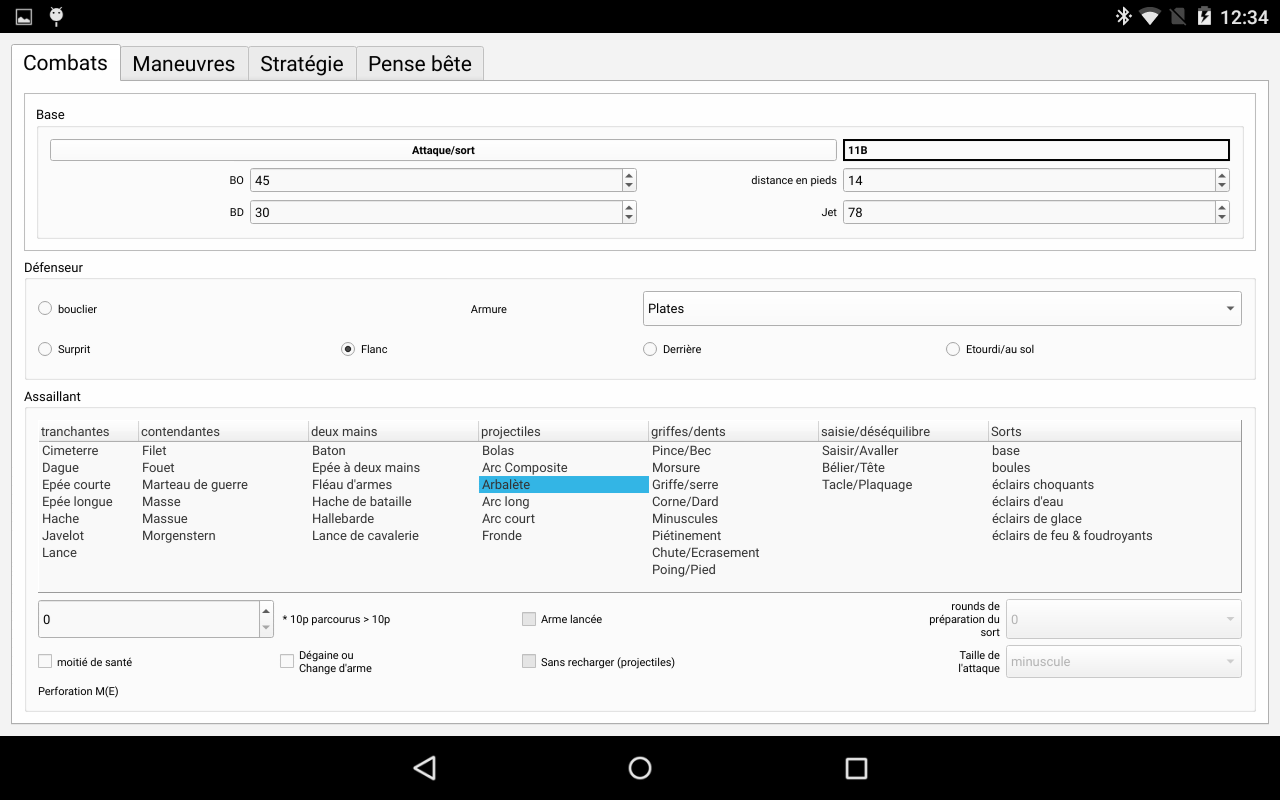 12:34
Combats Maneuvres Stratégie Pense bête
Base
Attaque/sort 11B
BO 45 distance en pieds 14
BD 30 Jet 78
Défenseur
bouclier Armure Plates
Surprit Flanc Derrière Etourdi/au sol
Assaillant
tranchantes contendantes deux mains projectiles griffes/dents saisie/déséquilibre Sorts
Cimeterre Filet Baton Bolas Pince/Bec Saisir/Avaller base
Dague Fouet Epée à deux mains Arc Composite Morsure Bélier/Tête boules
Epée courte Marteau de guerre Fléau d'armes Arbalète Griffe/serre Tacle/Plaquage éclairs choquants
Epée longue Masse Hache de bataille Arc long Corne/Dard éclairs d'eau
Hache Massue Hallebarde Arc court Minuscules éclairs de glace
Javelot Morgenstern Lance de cavalerie Fronde Piétinement éclairs de feu & foudroyants
Lance Chute/Ecrasement
Poing/Pied
0 * 10p parcourus > 10p Arme lancée rounds de préparation du sort 0
moitié de santé Dégaine ou Change d'arme Sans recharger (projectiles) Taille de l'attaque minuscule
Perforation M(E)